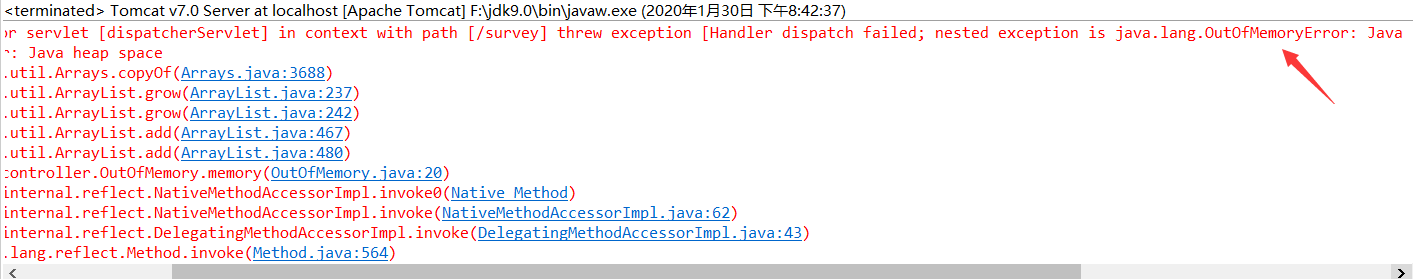 <terminated> Tomcat v7.0 Server at localhost [Apache Tomcat] F:\jdk9.0\bin\javaw.exe (2020年1月30日 下午8:42:37)
or servlet [dispatcherServlet] in context with path [/survey] threw exception [Handler dispatch failed; nested exception is java.lang.OutOfMemoryError: Java
r: Java heap space
.util.Arrays.copyOf(Arrays.java:3688)
.util.ArrayList.grow(ArrayList.java:237)
.util.ArrayList.grow(ArrayList.java:242)
.util.ArrayList.add(ArrayList.java:467)
.util.ArrayList.add(ArrayList.java:480)
controller.OutOfMemory.memory(OutOfMemory.java:20)
internal.reflect.NativeMethodAccessorImpl.invoke0(Native Method)
internal.reflect.NativeMethodAccessorImpl.invoke(NativeMethodAccessorImpl.java:62)
internal.reflect.DelegatingMethodAccessorImpl.invoke(DelegatingMethodAccessorImpl.java:43)
.lang.reflect.Method.invoke(Method.java:564)